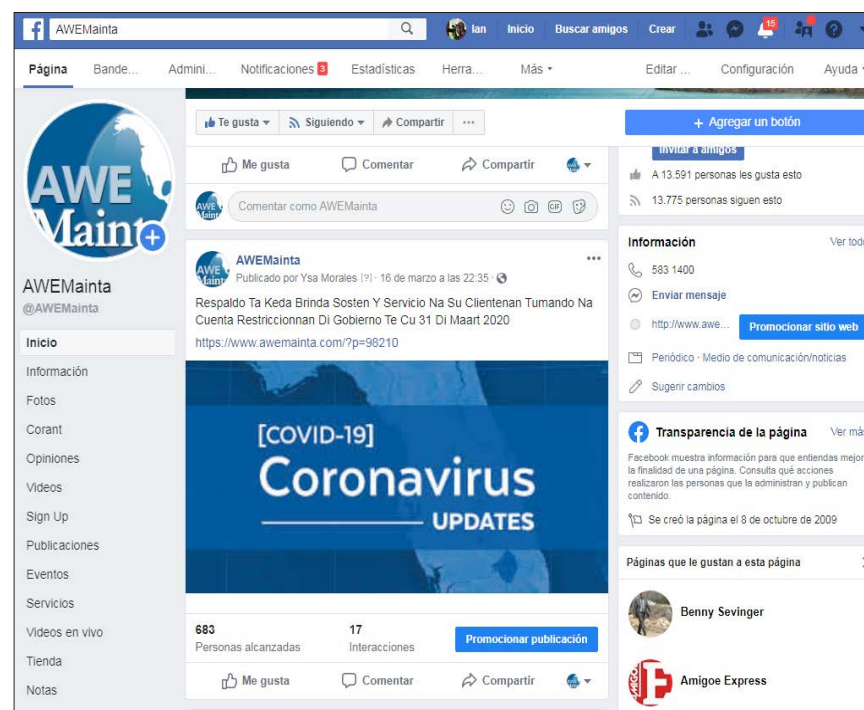 AWEMainta
Ian Inicio Buscar amigos Crear 15
Página Bande... Admini... Notificaciones 3 Estadísticas Herra... Más Editar ... Configuración Ayuda
AWE
Mainta
AWEMainta
@AWEMainta
Inicio
Información
Fotos
Corant
Opiniones
Videos
Sign Up
Publicaciones
Eventos
Servicios
Videos en vivo
Tienda
Notas
Te gusta Siguiendo Compartir ...
Me gusta Comentar Compartir
Comentar como AWEMainta GIF
AWEMainta
Publicado por Ysa Morales [?] · 16 de marzo a las 22:35 ·
Respaldo Ta Keda Brinda Sosten Y Servicio Na Su Clientenan Tumando Na
Cuenta Restriccionnan Di Gobierno Te Cu 31 Di Maart 2020
https://www.awemainta.com/?p=98210
[COVID-19]
Coronavirus
UPDATES
683
Personas alcanzadas
17
Interacciones
Promocionar publicación
Me gusta Comentar Compartir
+ Agregar un botón
Invitar a amigos
A 13.591 personas les gusta esto
13.775 personas siguen esto
Información Ver todo
583 1400
Enviar mensaje
http://www.awe... Promocionar sitio web
Periódico · Medio de comunicación/noticias
Sugerir cambios
Transparencia de la página Ver más
Facebook muestra información para que entiendas mejor
la finalidad de una página. Consulta qué acciones
realizaron las personas que la administran y publican
contenido.
Se creó la página el 8 de octubre de 2009
Páginas que le gustan a esta página
Benny Sevinger
Amigoe Express